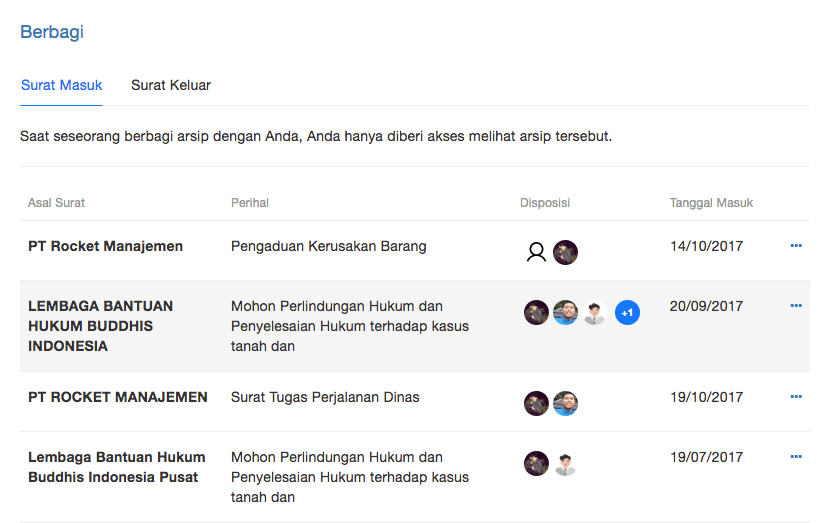 Berbagi
Surat Masuk Surat Keluar
Saat seseorang berbagi arsip dengan Anda, Anda hanya diberi akses melihat arsip tersebut.
Asal Surat Perihal Disposisi Tanggal Masuk
PT Rocket Manajemen Pengaduan Kerusakan Barang 14/10/2017
LEMBAGA BANTUAN Mohon Perlindungan Hukum dan +1 20/09/2017
HUKUM BUDDHIS Penyelesaian Hukum terhadap kasus
INDONESIA tanah dan
PT ROCKET MANAJEMEN Surat Tugas Perjalanan Dinas 19/10/2017
Lembaga Bantuan Hukum Mohon Perlindungan Hukum dan 19/07/2017
Buddhis Indonesia Pusat Penyelesaian Hukum terhadap kasus
tanah dan